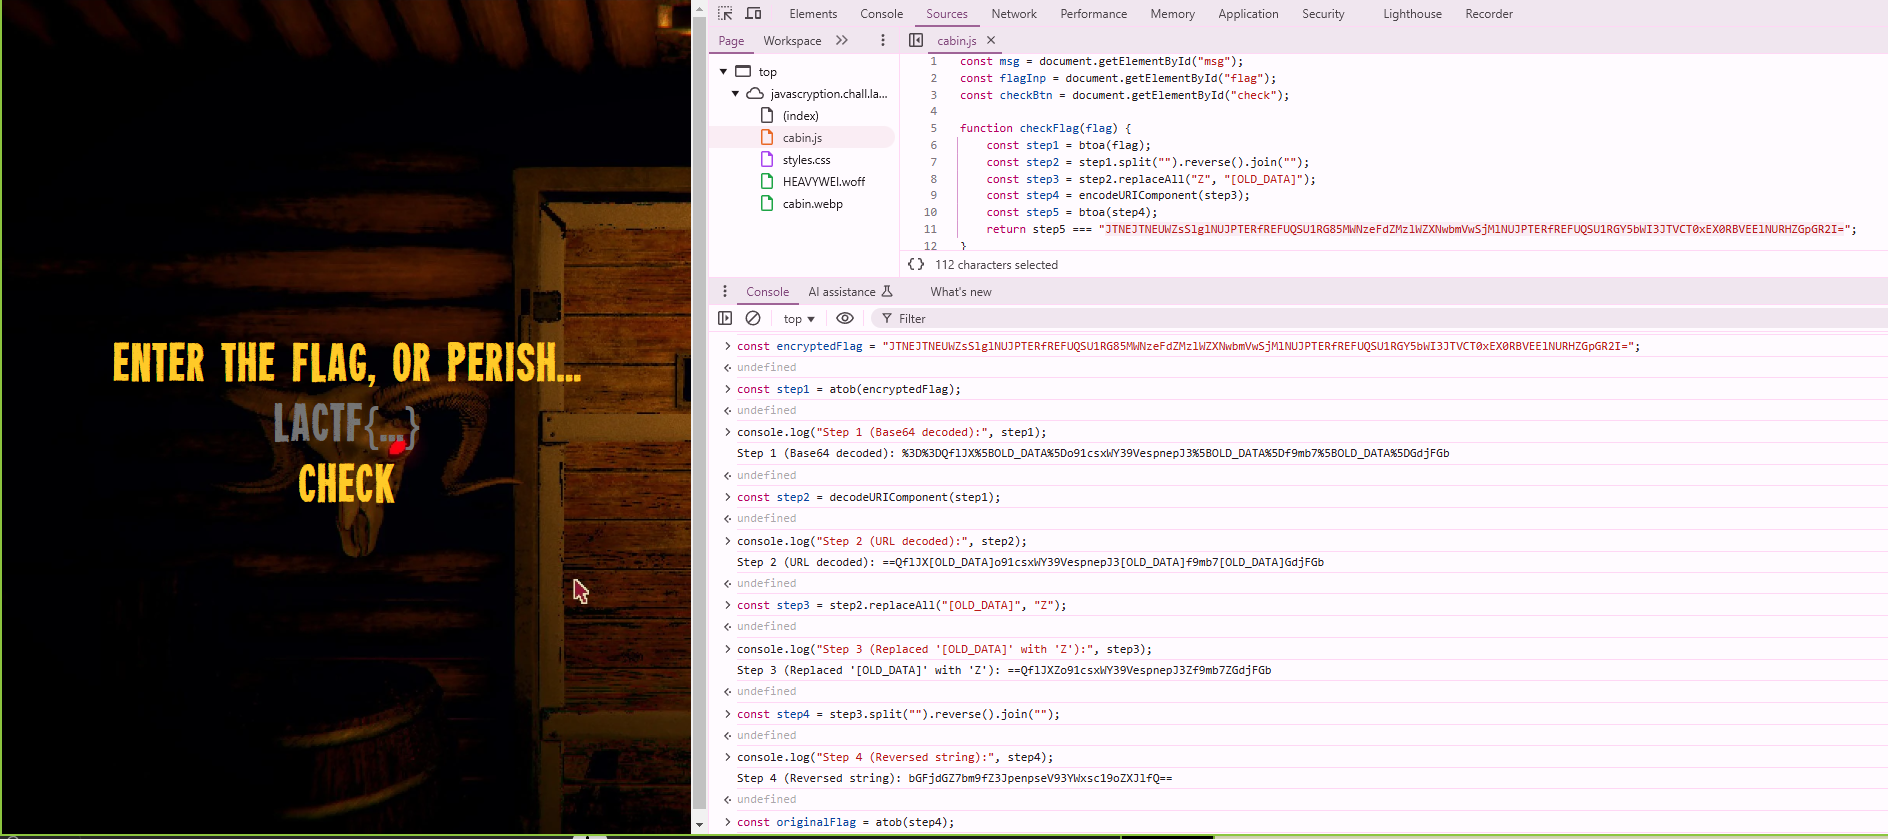 ENTER THE FLAG, OR PERISH...
LACTF{...}
CHECK
Elements Console Sources Network Performance Memory Application Security Lighthouse Recorder
Page Workspace
cabin.js
top
javascryption.chall.la...
(index)
cabin.js
styles.css
HEAVYWEI.woff
cabin.webp
1 const msg = document.getElementById("msg");
2 const flagInp = document.getElementById("flag");
3 const checkBtn = document.getElementById("check");
4
5 function checkFlag(flag) {
6 const step1 = btoa(flag);
7 const step2 = step1.split("").reverse().join("");
8 const step3 = step2.replaceAll("Z", "[OLD_DATA]");
9 const step4 = encodeURIComponent(step3);
10 const step5 = btoa(step4);
11 return step5 === "JTNEJTNEUWZsSlglNUJPTERfREFUQSU1RG85MWNzeFdZMzlWZXNwbmVwSjMlNUJPTERfREFUQSU1RGY5bWI3JTVCT0xEX0RBVEElNURHZGpGR2I=";
12 }
{} 112 characters selected
Console AI assistance What's new
top Filter
> const encryptedFlag = "JTNEJTNEUWZsSlglNUJPTERfREFUQSU1RG85MWNzeFdZMzlWZXNwbmVwSjMlNUJPTERfREFUQSU1RGY5bWI3JTVCT0xEX0RBVEElNURHZGpGR2I=";
undefined
> const step1 = atob(encryptedFlag);
undefined
> console.log("Step 1 (Base64 decoded):", step1);
Step 1 (Base64 decoded): %3D%3DQflJX%5BOLD_DATA%5Do91csxWY39VespnepJ3%5BOLD_DATA%5Df9mb7%5BOLD_DATA%5DGdjFGb
undefined
> const step2 = decodeURIComponent(step1);
undefined
> console.log("Step 2 (URL decoded):", step2);
Step 2 (URL decoded): ==QflJX[OLD_DATA]o91csxWY39VespnepJ3[OLD_DATA]f9mb7[OLD_DATA]GdjFGb
undefined
> const step3 = step2.replaceAll("[OLD_DATA]", "Z");
undefined
> console.log("Step 3 (Replaced '[OLD_DATA]' with 'Z'):", step3);
Step 3 (Replaced '[OLD_DATA]' with 'Z'): ==QflJXZo91csxWY39VespnepJ3Zf9mb7ZGdjFGb
undefined
> const step4 = step3.split("").reverse().join("");
undefined
> console.log("Step 4 (Reversed string):", step4);
Step 4 (Reversed string): bGFjdGZ7bm9fZ3JpenpseV93YWxsc19oZXJlfQ==
undefined
> const originalFlag = atob(step4);